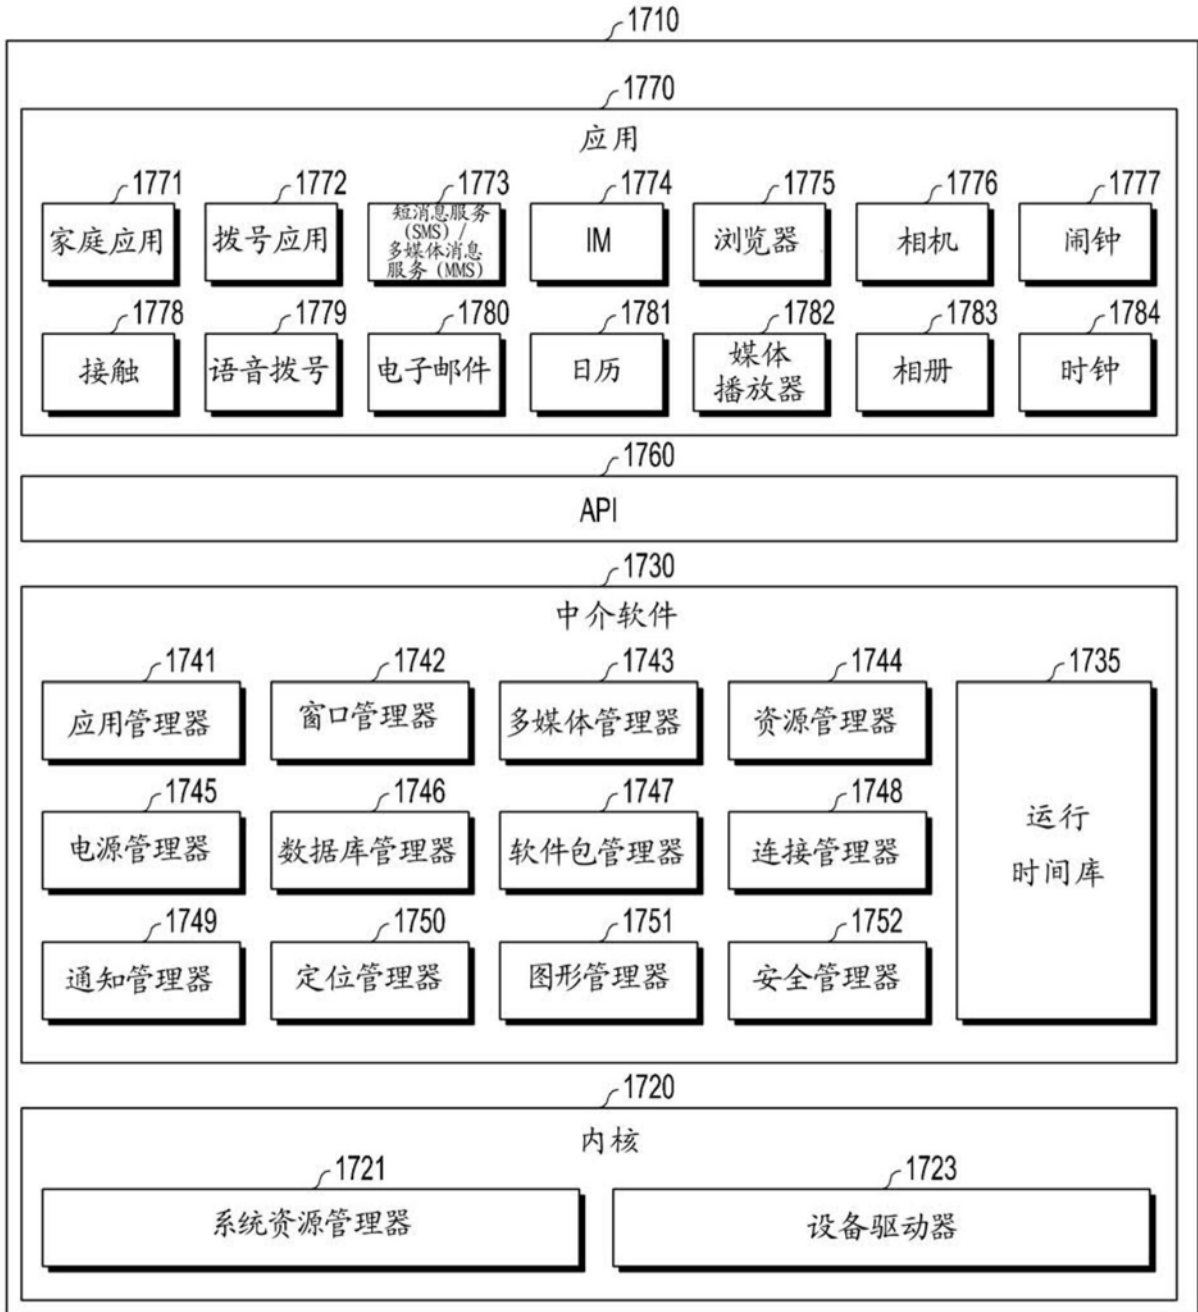 1710
1770
应用
1771 1772 1773 1774 1775 1776 1777
家庭应用
拨号应用
短消息服务
(SMS) /
多媒体消息
服务 (MMS)
IM
浏览器
相机
闹钟
1778 1779 1780 1781 1782 1783 1784
接触
语音拨号
电子邮件
日历
媒体
播放器
相册
时钟
1760
API
1730
中介软件
1741 1742 1743 1744 1735
应用管理器
窗口管理器
多媒体管理器
资源管理器
运行
时间库
1745 1746 1747 1748
电源管理器
数据库管理器
软件包管理器
连接管理器
1749 1750 1751 1752
通知管理器
定位管理器
图形管理器
安全管理器
1720
内核
1721 1723
系统资源管理器
设备驱动器